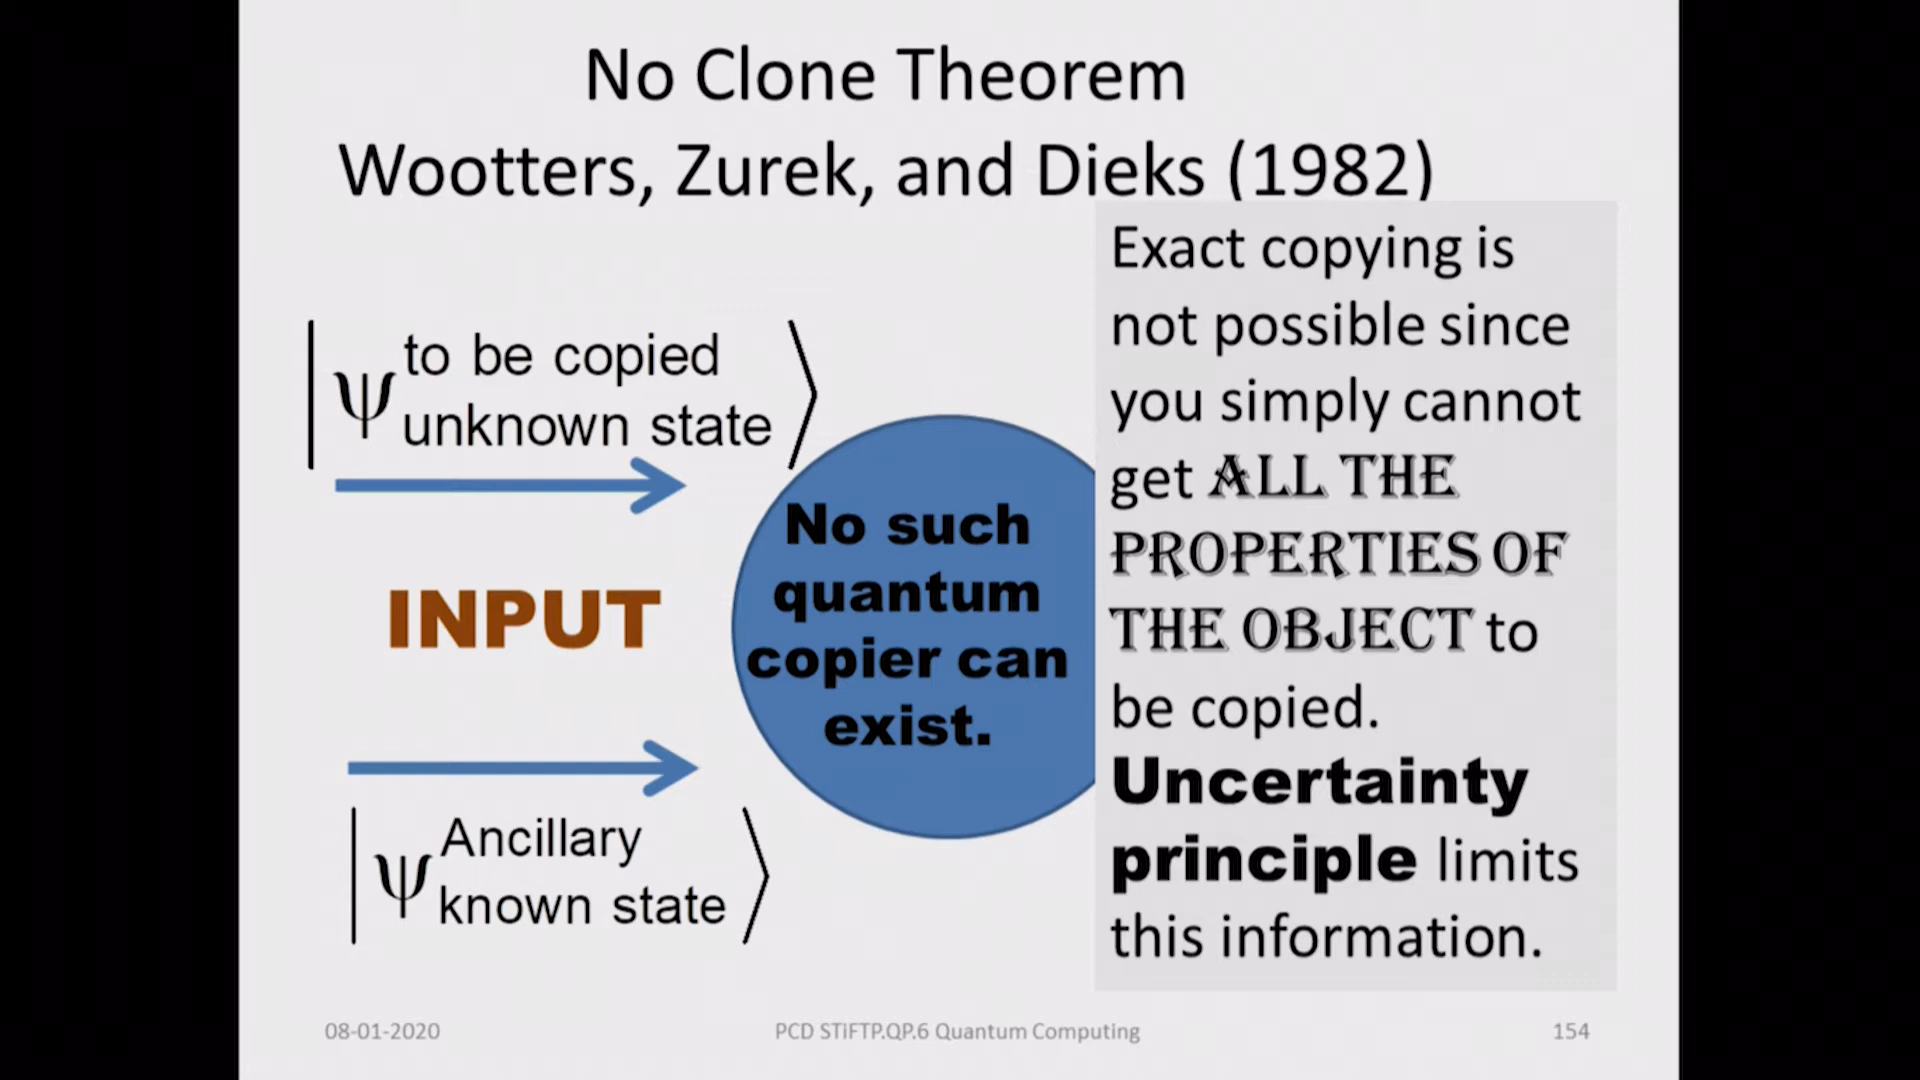 No Clone Theorem
Wootters, Zurek, and Dieks (1982)
|ψ to be copied
unknown state⟩
INPUT
|ψ Ancillary
known state⟩
No such
quantum
copier can
exist.
Exact copying is
not possible since
you simply cannot
get ALL THE
PROPERTIES OF
THE OBJECT to
be copied.
Uncertainty
principle limits
this information.
08-01-2020
PCD STiFTP.QP.6 Quantum Computing
154